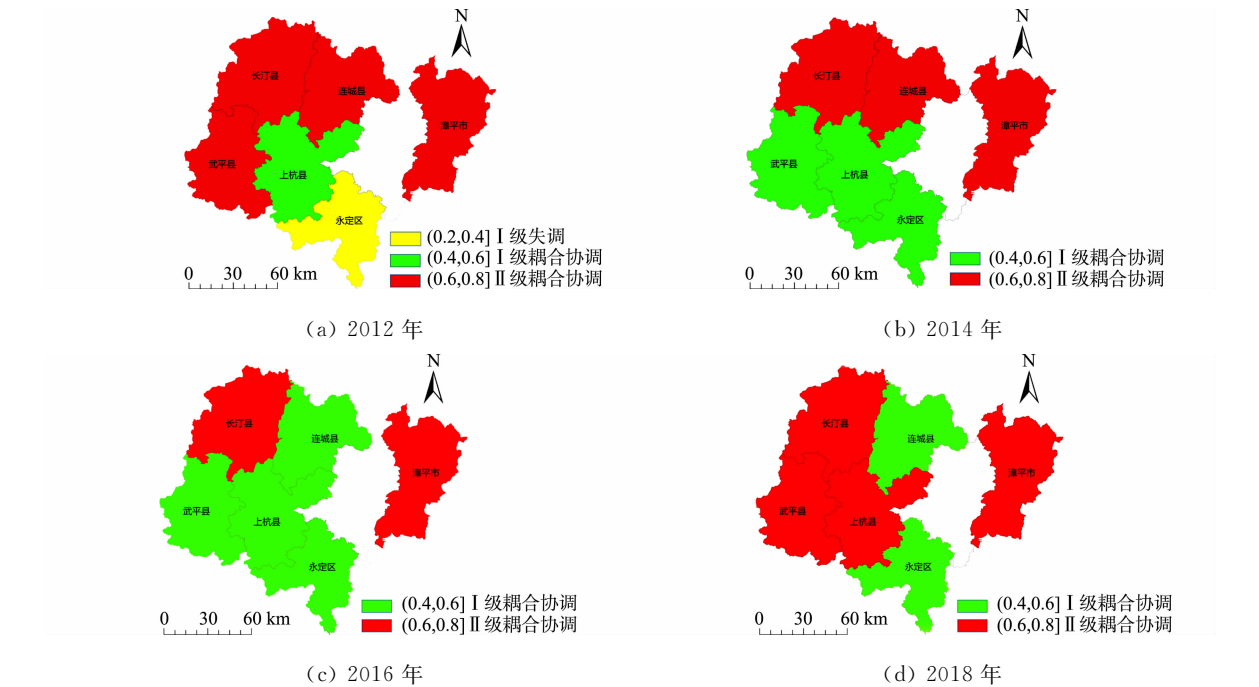 N
长汀县
连城县
漳平市
武平县
上杭县
永定区
(0.2,0.4] Ⅰ级失调
(0.4,0.6] Ⅰ级耦合协调
(0.6,0.8] Ⅱ级耦合协调
0 30 60 km
(a) 2012 年
N
长汀县
连城县
漳平市
武平县
上杭县
永定区
(0.4,0.6] Ⅰ级耦合协调
(0.6,0.8] Ⅱ级耦合协调
0 30 60 km
(b) 2014 年
N
长汀县
连城县
漳平市
武平县
上杭县
永定区
(0.4,0.6] Ⅰ级耦合协调
(0.6,0.8] Ⅱ级耦合协调
0 30 60 km
(c) 2016 年
N
长汀县
连城县
漳平市
武平县
上杭县
永定区
(0.4,0.6] Ⅰ级耦合协调
(0.6,0.8] Ⅱ级耦合协调
0 30 60 km
(d) 2018 年